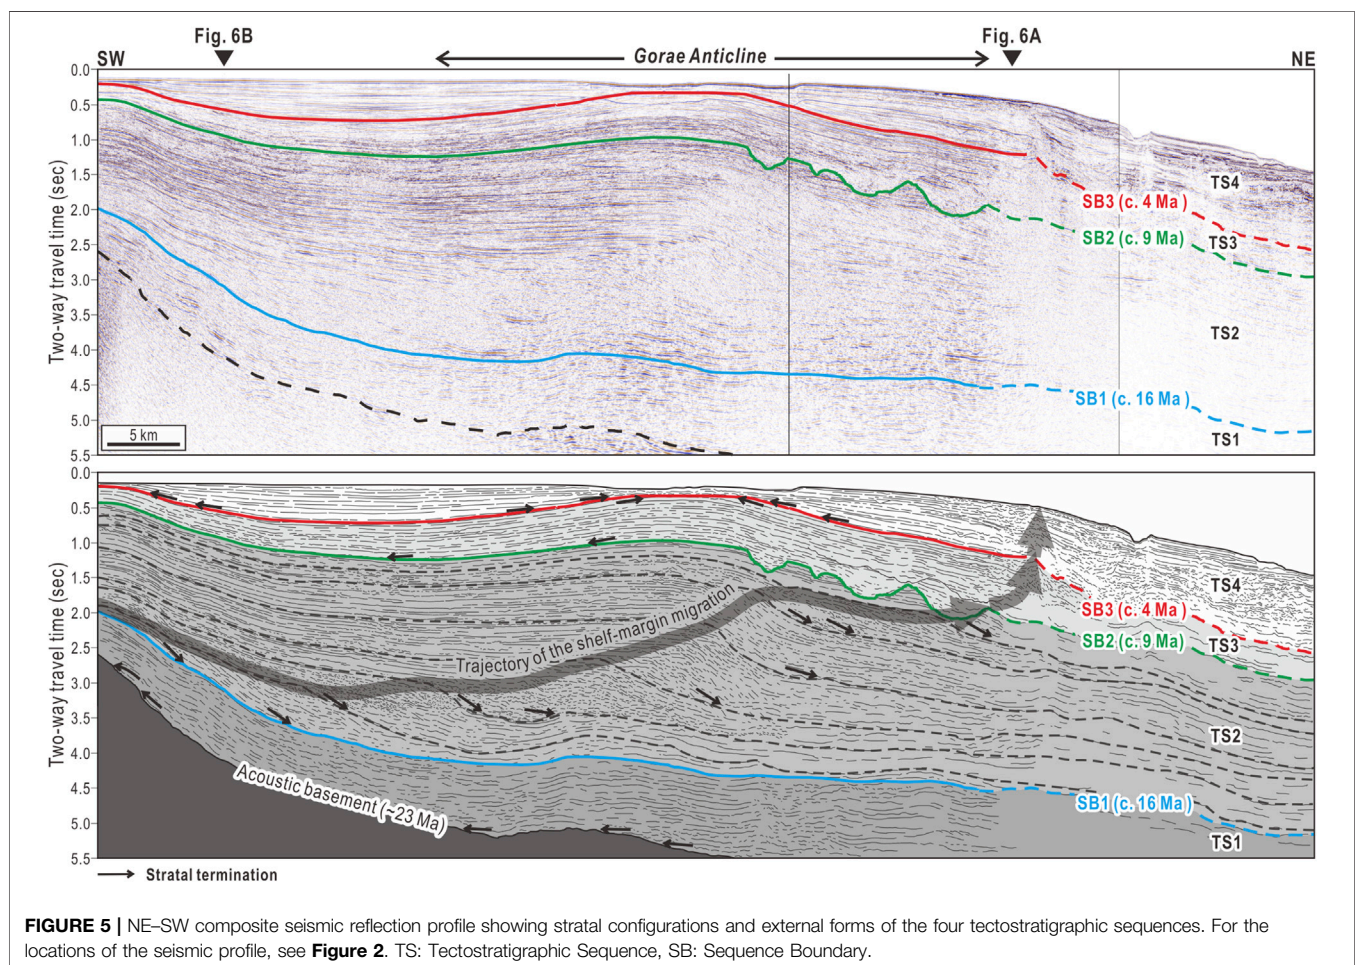 Fig. 6B
Fig. 6A
SW
Gorae Anticline
NE
Two-way travel time (sec)
0.0
0.5
1.0
1.5
2.0
2.5
3.0
3.5
4.0
4.5
5.0
5.5
TS4
SB3 (c. 4 Ma )
SB2 (c. 9 Ma)
TS3
TS2
SB1 (c. 16 Ma )
TS1
5 km
Two-way travel time (sec)
0.0
0.5
1.0
1.5
2.0
2.5
3.0
3.5
4.0
4.5
5.0
5.5
TS4
SB3 (c. 4 Ma )
SB2 (c. 9 Ma)
TS3
Trajectory of the shelf-margin migration
TS2
Acoustic basement (~23 Ma)
SB1 (c. 16 Ma)
TS1
Stratal termination
FIGURE 5 | NE–SW composite seismic reflection profile showing stratal configurations and external forms of the four tectostratigraphic sequences. For the
locations of the seismic profile, see Figure 2. TS: Tectostratigraphic Sequence, SB: Sequence Boundary.